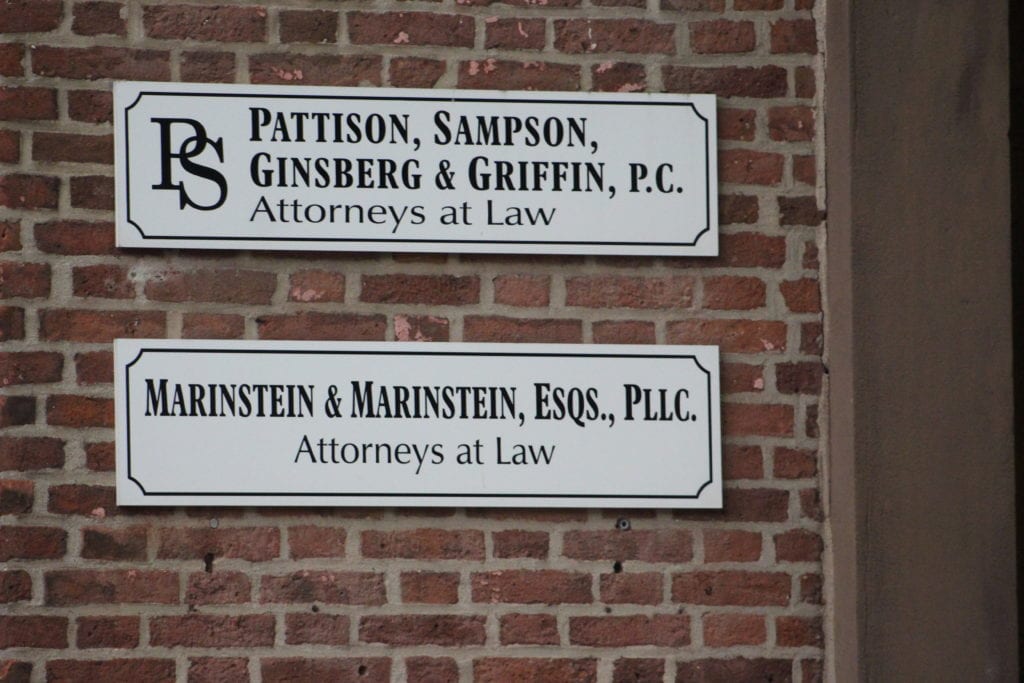 PS
PATTISON, SAMPSON,
GINSBERG & GRIFFIN, P.C.
Attorneys at Law
MARINSTEIN & MARINSTEIN, ESQS., PLLC.
Attorneys at Law